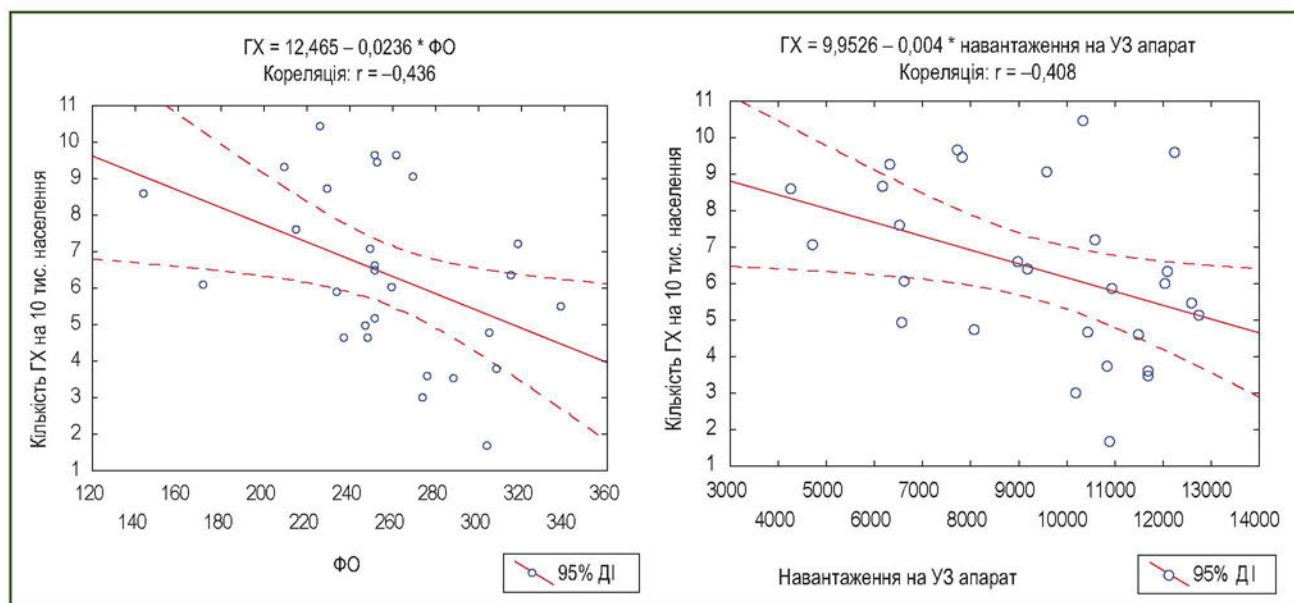 ГХ = 12,465 – 0,0236 * ФО
Кореляція: r = –0,436
Кількість ГХ на 10 тис. населення
11
10
9
8
7
6
5
4
3
2
1
120 160 200 240 280 320 360
140 180 220 260 300 340
ФО
95% ДІ
ГХ = 9,9526 – 0,004 * навантаження на УЗ апарат
Кореляція: r = –0,408
Кількість ГХ на 10 тис. населення
11
10
9
8
7
6
5
4
3
2
1
3000 5000 7000 9000 11000 13000
4000 6000 8000 10000 12000 14000
Навантаження на УЗ апарат
95% ДІ